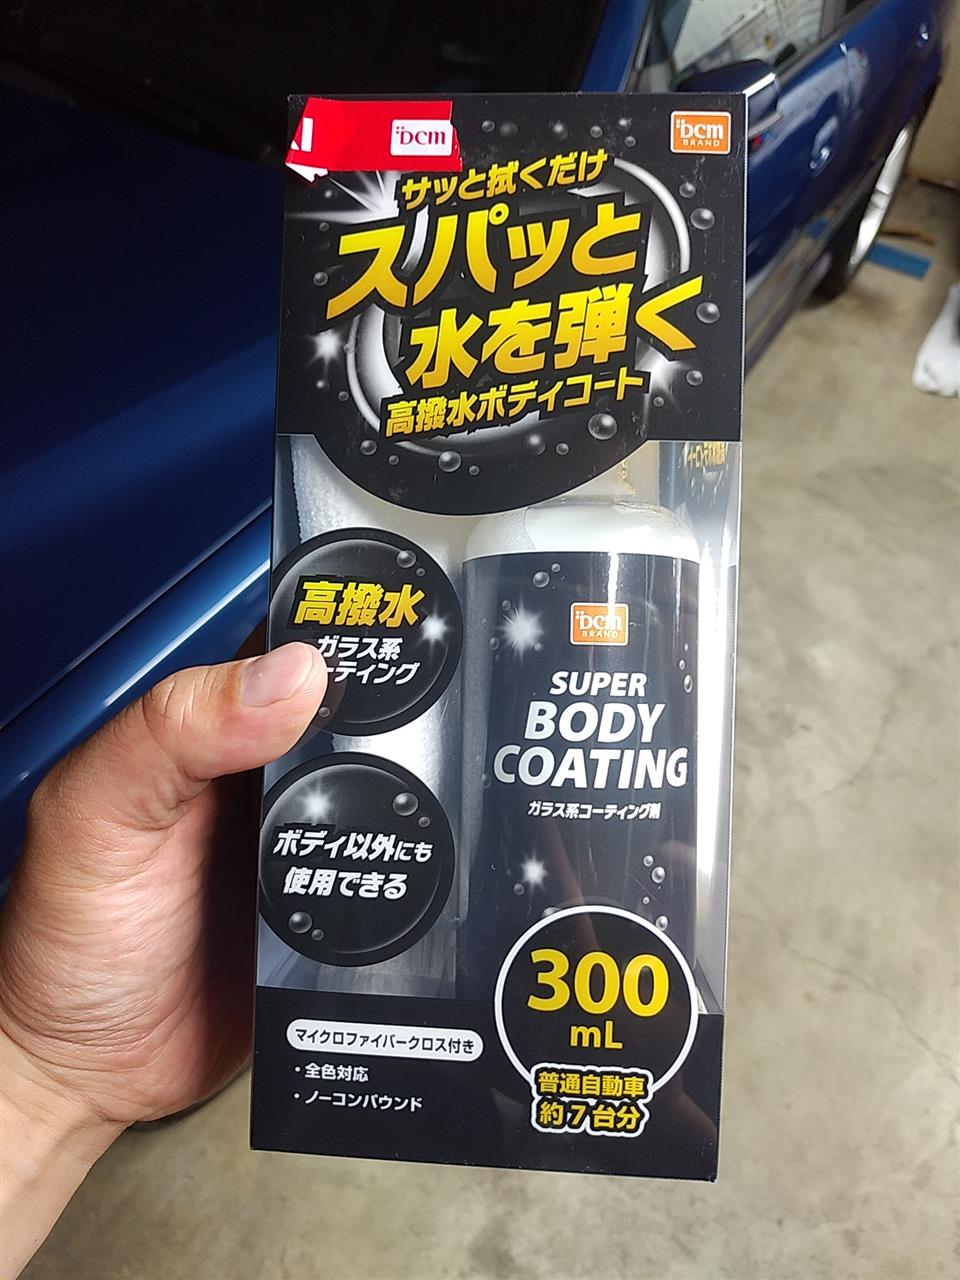 DCM
DCM
BRAND
サッと拭くだけ
スパッと
水を弾く
高撥水ボディコート
高撥水
ガラス系
ーティング
ボディ以外にも
使用できる
DCM
BRAND
SUPER
BODY
COATING
ガラス系コーティング剤
300
mL
普通自動車
約7台分
マイクロファイバークロス付き
・全色対応
・ノーコンパウンド